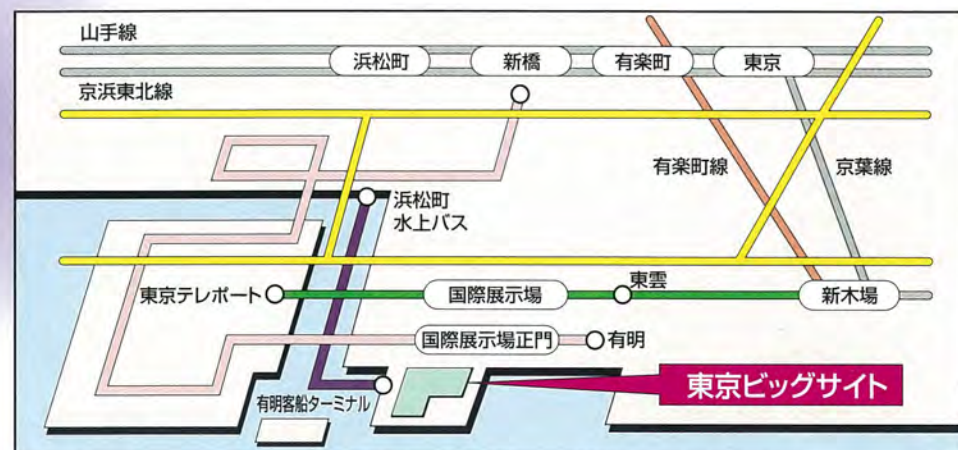 山手線
浜松町
新橋
有楽町
東京
京浜東北線
有楽町線
京葉線
浜松町
水上バス
東京テレポート
国際展示場
東雲
新木場
国際展示場正門
有明
有明客船ターミナル
東京ビッグサイト